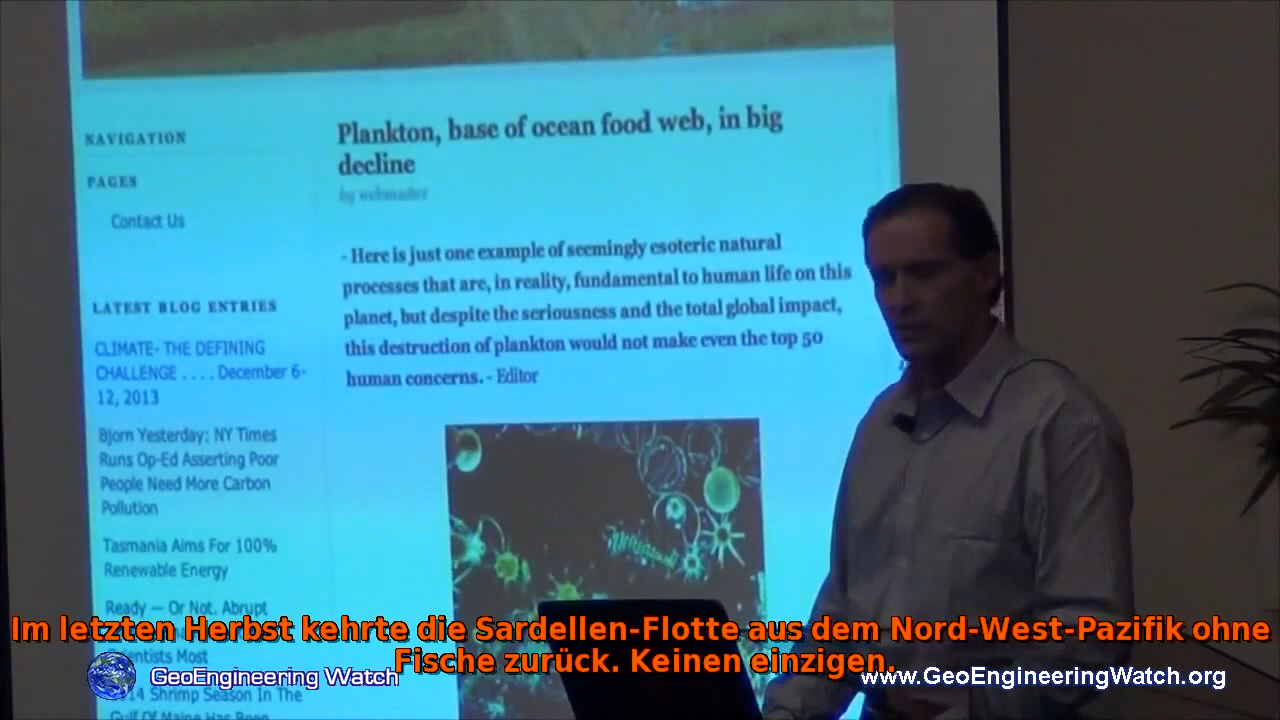 NAVIGATION
PAGES
Contact Us
LATEST BLOG ENTRIES
CLIMATE- THE DEFINING
CHALLENGE . . . . December 6-
12, 2013
Bjorn Yesterday: NY Times
Runs Op-Ed Asserting Poor
People Need More Carbon
Pollution
Tasmania Aims For 100%
Renewable Energy
Ready — Or Not. Abrupt
Scientists Most
2014 Shrimp Season In The
Gulf Of Maine Has Been
Plankton, base of ocean food web, in big
decline
by webmaster
- Here is just one example of seemingly esoteric natural
processes that are, in reality, fundamental to human life on this
planet, but despite the seriousness and the total global impact,
this destruction of plankton would not make even the top 50
human concerns. - Editor
Im letzten Herbst kehrte die Sardellen-Flotte aus dem Nord-West-Pazifik ohne
Fische zurück. Keinen einzigen.
GeoEngineering Watch
www.GeoEngineeringWatch.org